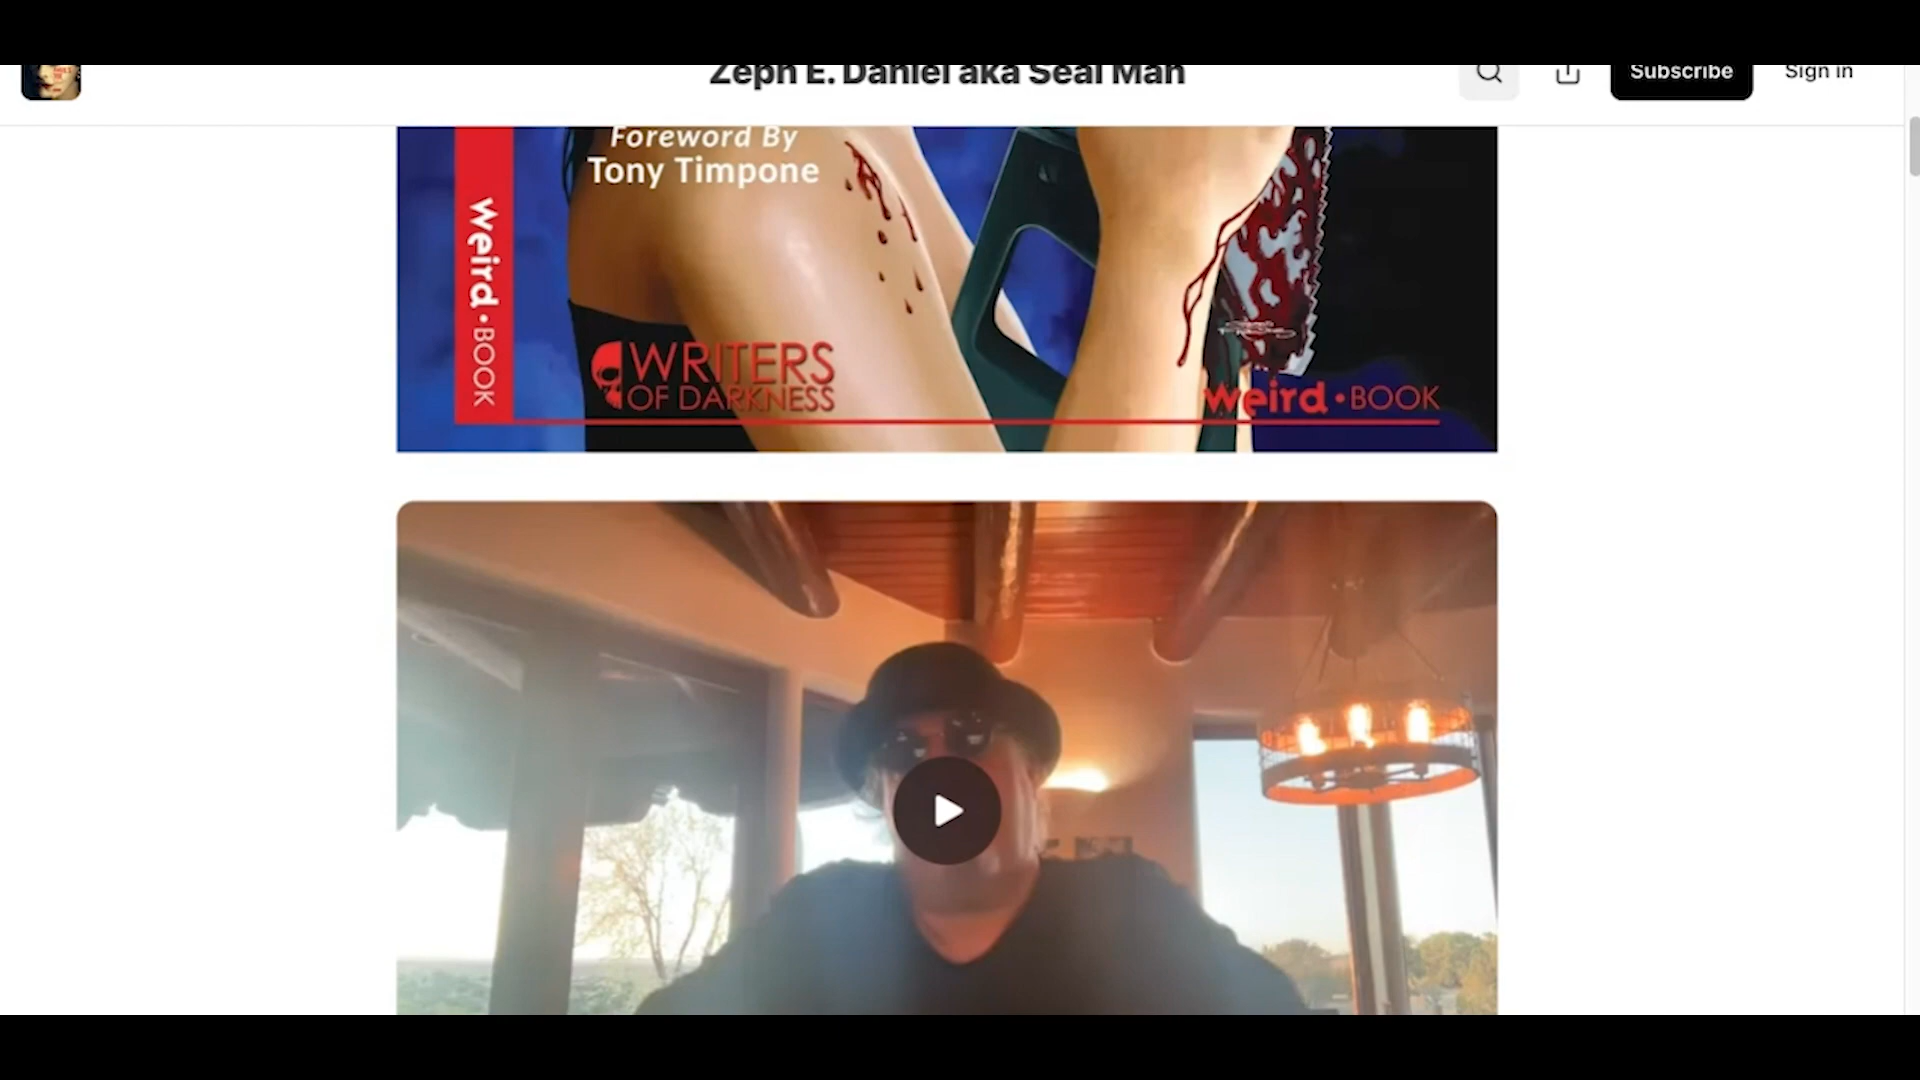 Zeph E. Daniel aka Seal Man
Subscribe
Sign in
Foreword By
Tony Timpone
weird • BOOK
WRITERS
OF DARKNESS
weird • BOOK